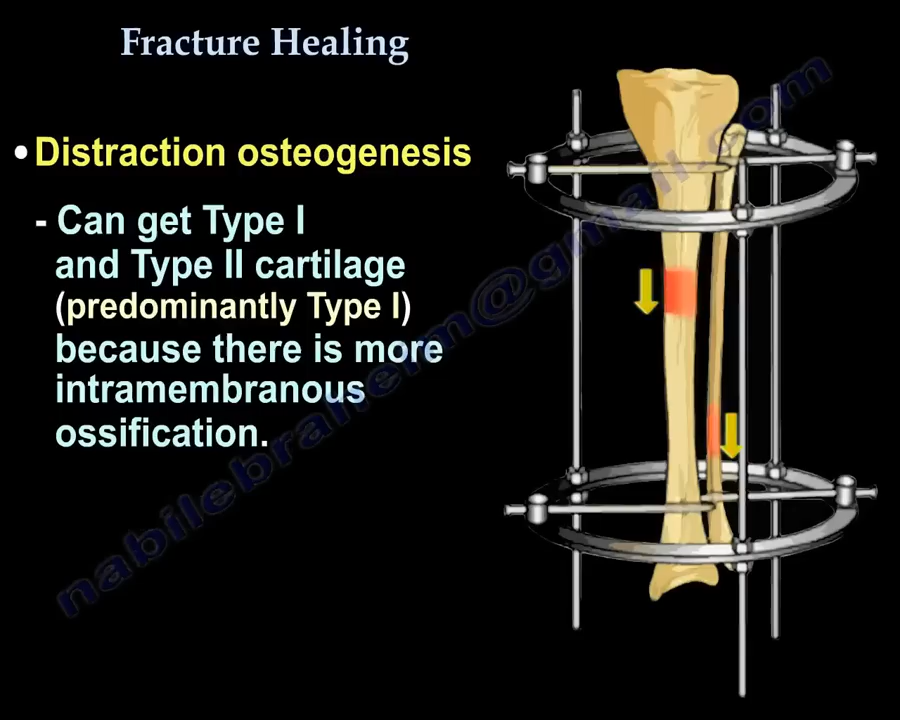 Fracture Healing
• Distraction osteogenesis
- Can get Type I
and Type II cartilage
(predominantly Type I)
because there is more
intramembranous
ossification.
nabilebraheim@gmail.com